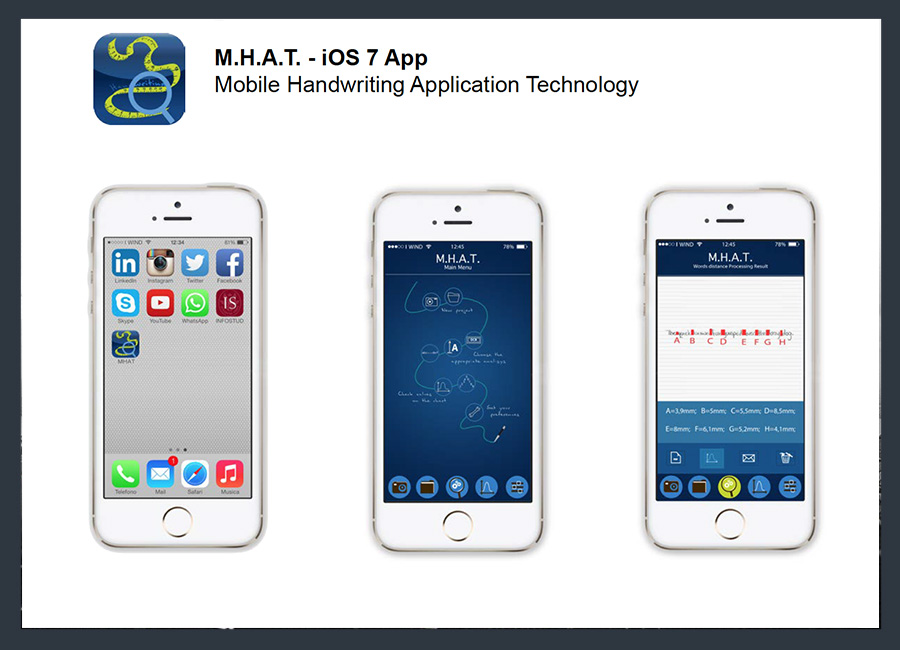 M.H.A.T. - iOS 7 App
Mobile Handwriting Application Technology
WIND 12:34 81%
LinkedIn Instagram Twitter Facebook
Skype YouTube WhatsApp INFOSTUD
MHAT
1
Telefono Mail Safari Musica
WIND 12:45 78%
M.H.A.T.
Main Menu
New project
A
Change the
appropriate analysis
Check values
on the chart
Set your
preferences
WIND 12:45 78%
M.H.A.T.
Words distance Processing Result
A B C D E F G H
A=3,9mm; B=5mm; C=5,5mm; D=8,5mm;
E=8mm; F=6,1mm; G=5,2mm; H=4,1mm;